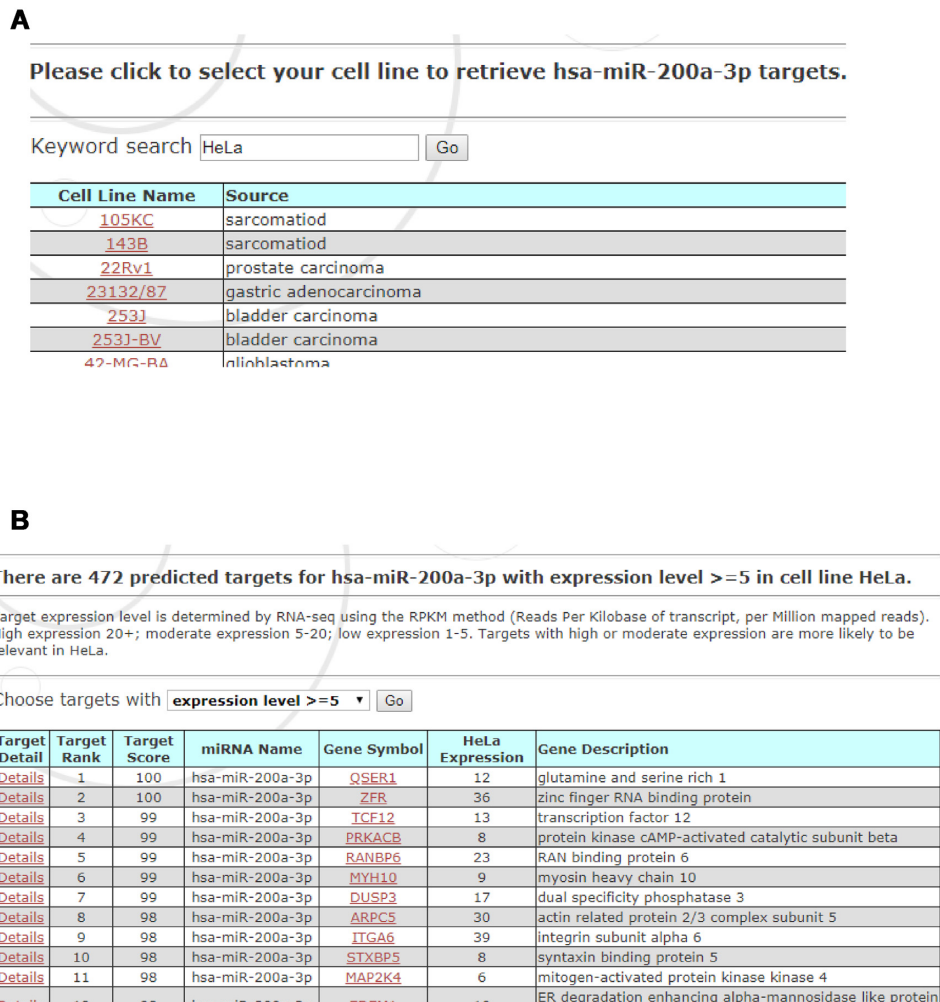 A
Please click to select your cell line to retrieve hsa-miR-200a-3p targets.
Keyword search HeLa Go
Cell Line Name Source
105KC sarcomatiod
143B sarcomatiod
22Rv1 prostate carcinoma
23132/87 gastric adenocarcinoma
253J bladder carcinoma
253J-BV bladder carcinoma
42-MG-BA glioblastoma
B
There are 472 predicted targets for hsa-miR-200a-3p with expression level >=5 in cell line HeLa.
Target expression level is determined by RNA-seq using the RPKM method (Reads Per Kilobase of transcript, per Million mapped reads).
High expression 20+; moderate expression 5-20; low expression 1-5. Targets with high or moderate expression are more likely to be
relevant in HeLa.
Choose targets with expression level >=5 Go
Target Detail Target Rank Target Score miRNA Name Gene Symbol HeLa Expression Gene Description
Details 1 100 hsa-miR-200a-3p QSER1 12 glutamine and serine rich 1
Details 2 100 hsa-miR-200a-3p ZFR 36 zinc finger RNA binding protein
Details 3 99 hsa-miR-200a-3p TCF12 13 transcription factor 12
Details 4 99 hsa-miR-200a-3p PRKACB 8 protein kinase cAMP-activated catalytic subunit beta
Details 5 99 hsa-miR-200a-3p RANBP6 23 RAN binding protein 6
Details 6 99 hsa-miR-200a-3p MYH10 9 myosin heavy chain 10
Details 7 99 hsa-miR-200a-3p DUSP3 17 dual specificity phosphatase 3
Details 8 98 hsa-miR-200a-3p ARPC5 30 actin related protein 2/3 complex subunit 5
Details 9 98 hsa-miR-200a-3p ITGA6 39 integrin subunit alpha 6
Details 10 98 hsa-miR-200a-3p STXBP5 8 syntaxin binding protein 5
Details 11 98 hsa-miR-200a-3p MAP2K4 6 mitogen-activated protein kinase kinase 4
ER degradation enhancing alpha-mannosidase like protein